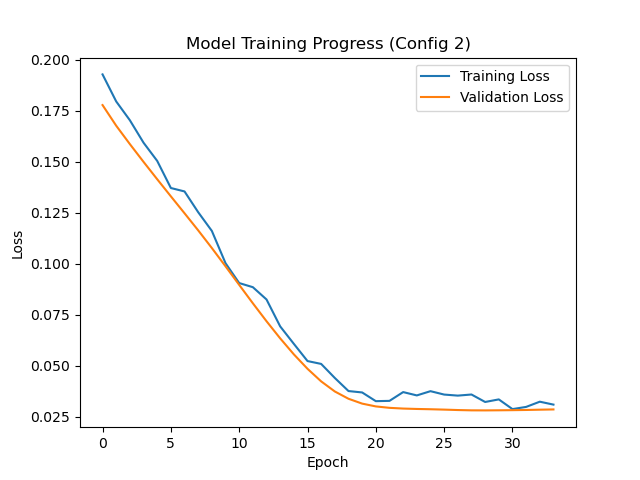 Model Training Progress (Config 2)
Training Loss
Validation Loss
0.200
0.175
0.150
0.125
0.100
0.075
0.050
0.025
Loss
0 5 10 15 20 25 30
Epoch